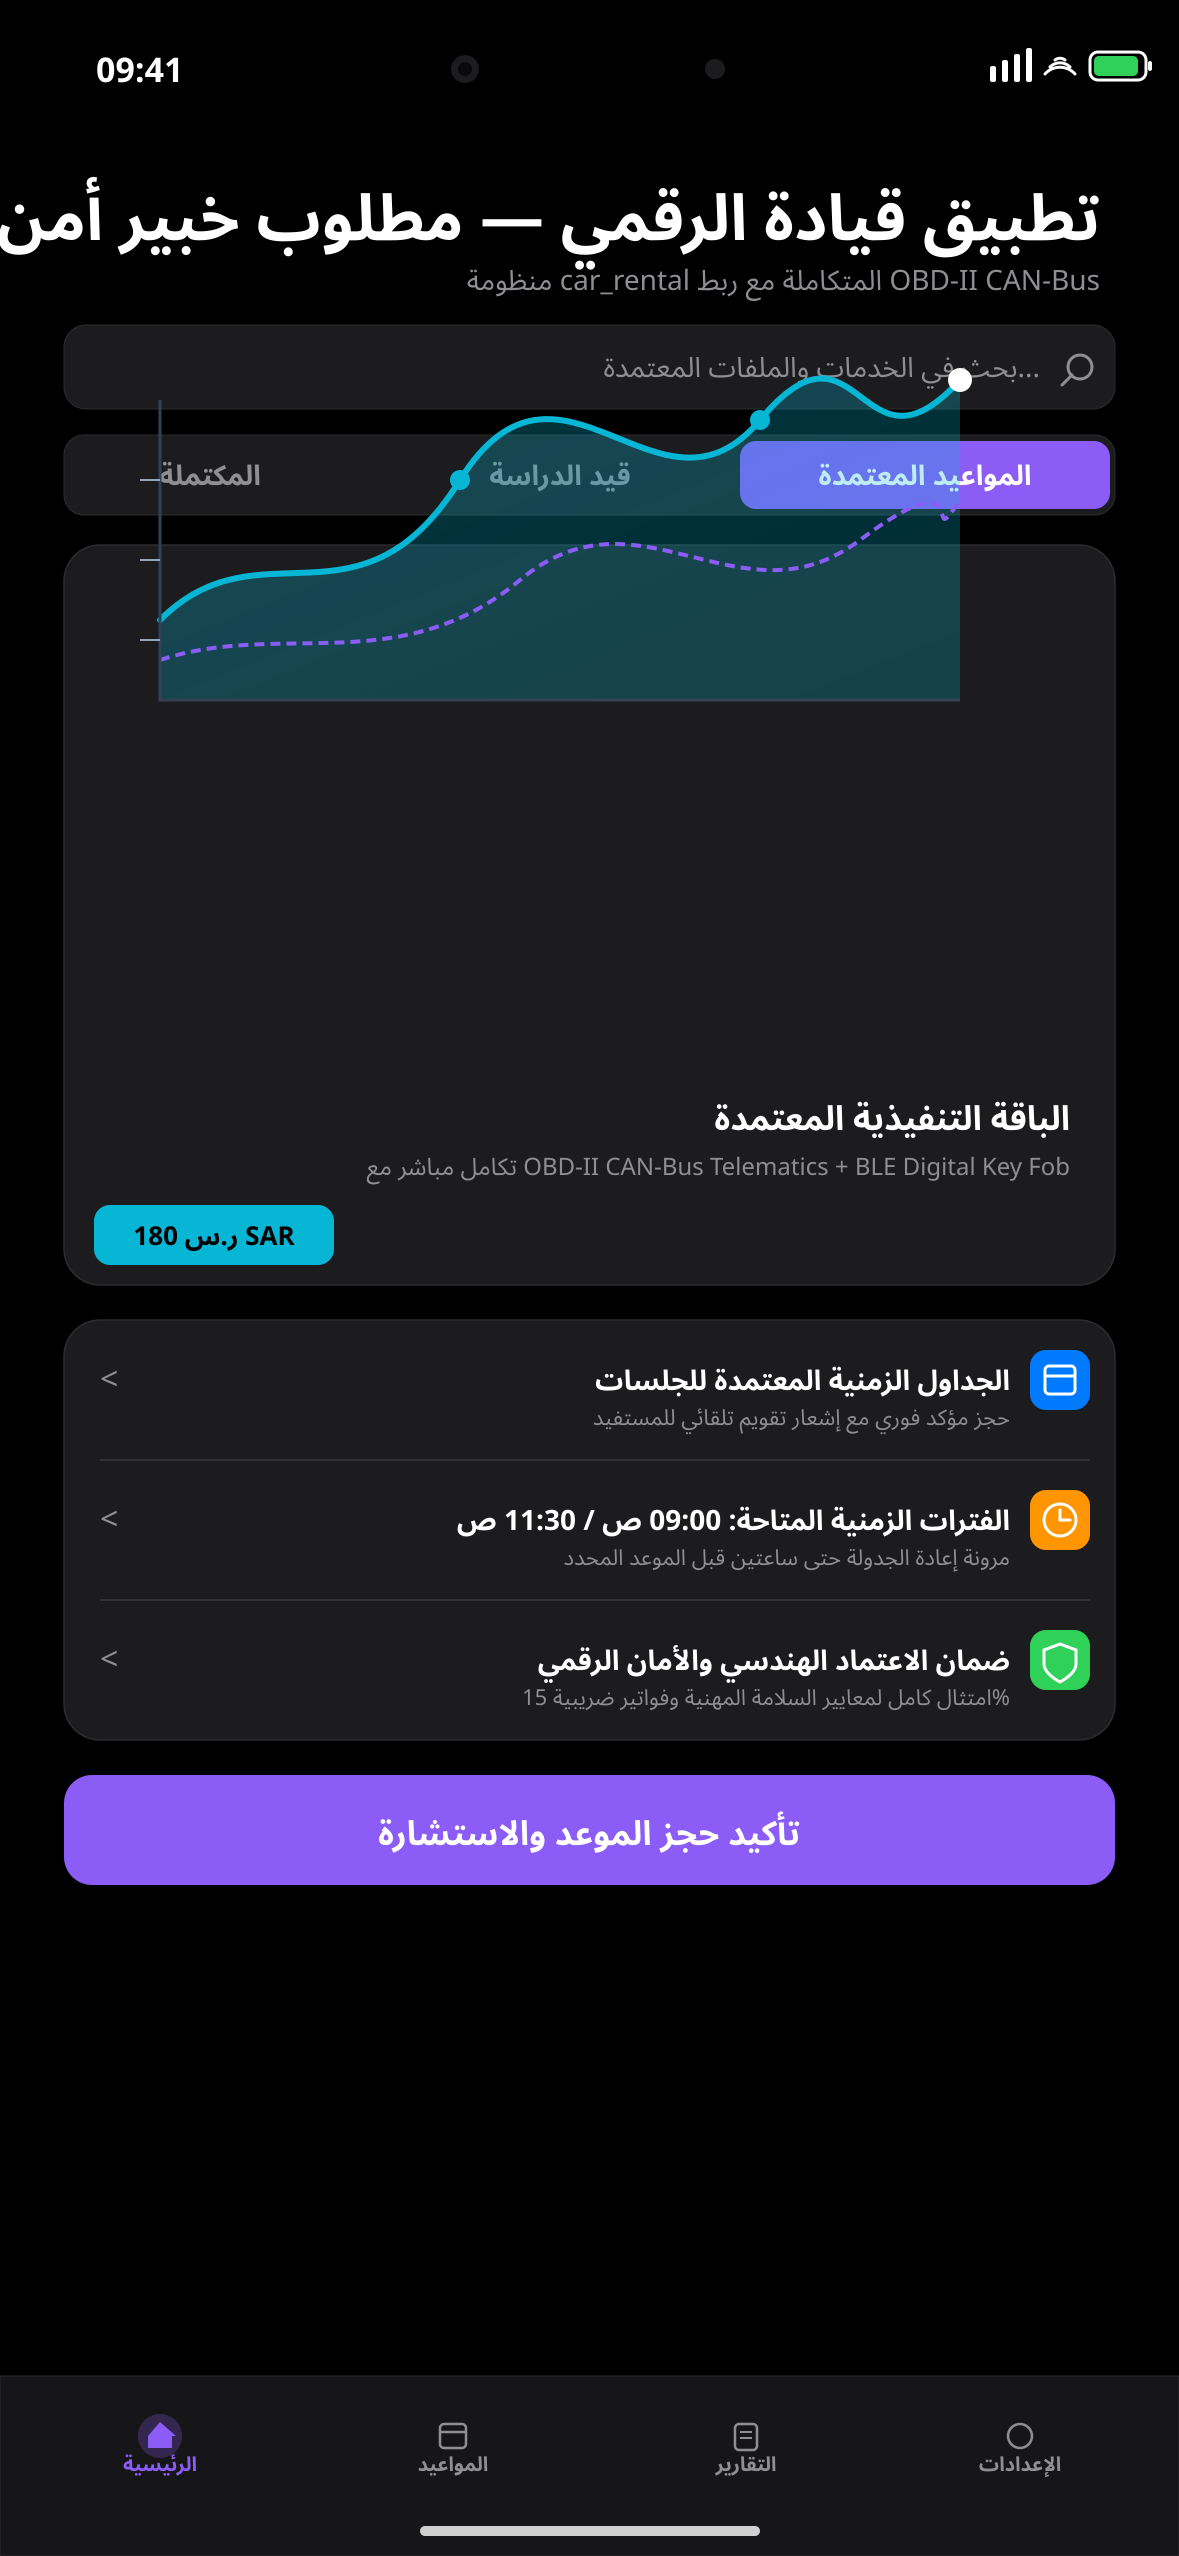 09:41
تطبيق قيادة الرقمي — مطلوب خبير أمن
OBD-II CAN-Bus المتكاملة مع ربط car_rental منظومة
...بحث في الخدمات والملفات المعتمدة
المواعيد المعتمدة
قيد الدراسة
المكتملة
الباقة التنفيذية المعتمدة
OBD-II CAN-Bus Telematics + BLE Digital Key Fob تكامل مباشر مع
180 ر.س SAR
الجداول الزمنية المعتمدة للجلسات
حجز مؤكد فوري مع إشعار تقويم تلقائي للمستفيد
الفترات الزمنية المتاحة: 09:00 ص / 11:30 ص
مرونة إعادة الجدولة حتى ساعتين قبل الموعد المحدد
ضمان الاعتماد الهندسي والأمان الرقمي
%امتثال كامل لمعايير السلامة المهنية وفواتير ضريبية 15
تأكيد حجز الموعد والاستشارة
الإعدادات
التقارير
المواعيد
الرئيسية